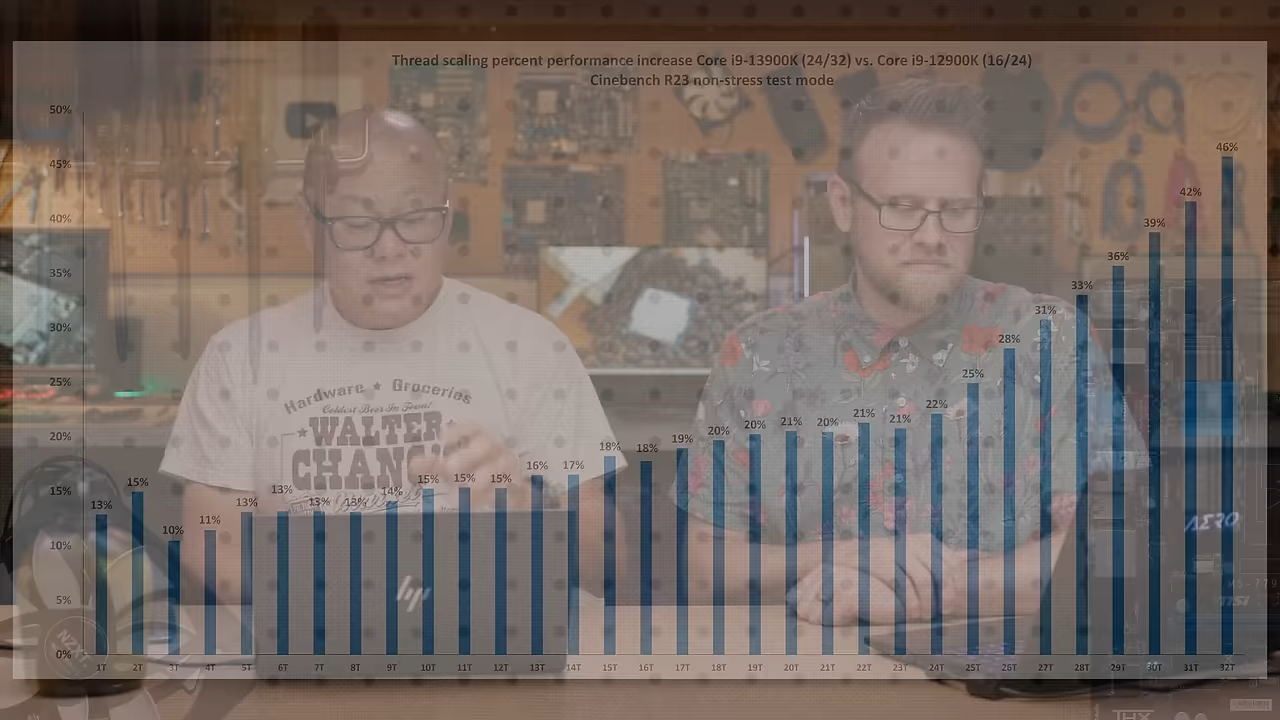 Thread scaling percent performance increase Core i9-13900K (24/32) vs. Core i9-12900K (16/24)
Cinebench R23 non-stress test mode
50%
45%
40%
35%
30%
25%
20%
15%
10%
5%
0%
13% 15% 10% 11% 13% 13% 13% 13% 14% 15% 15% 15% 16% 17% 18% 18% 19% 20% 20% 21% 20% 21% 21% 22% 25% 28% 31% 33% 36% 39% 42% 46%
1T 2T 3T 4T 5T 6T 7T 8T 9T 10T 11T 12T 13T 14T 15T 16T 17T 18T 19T 20T 21T 22T 23T 24T 25T 26T 27T 28T 29T 30T 31T 32T
Hardware Groceries
Coldest Beer In Town!
WALTER
CHANG
hp
NZXT
AERO
msi
THX